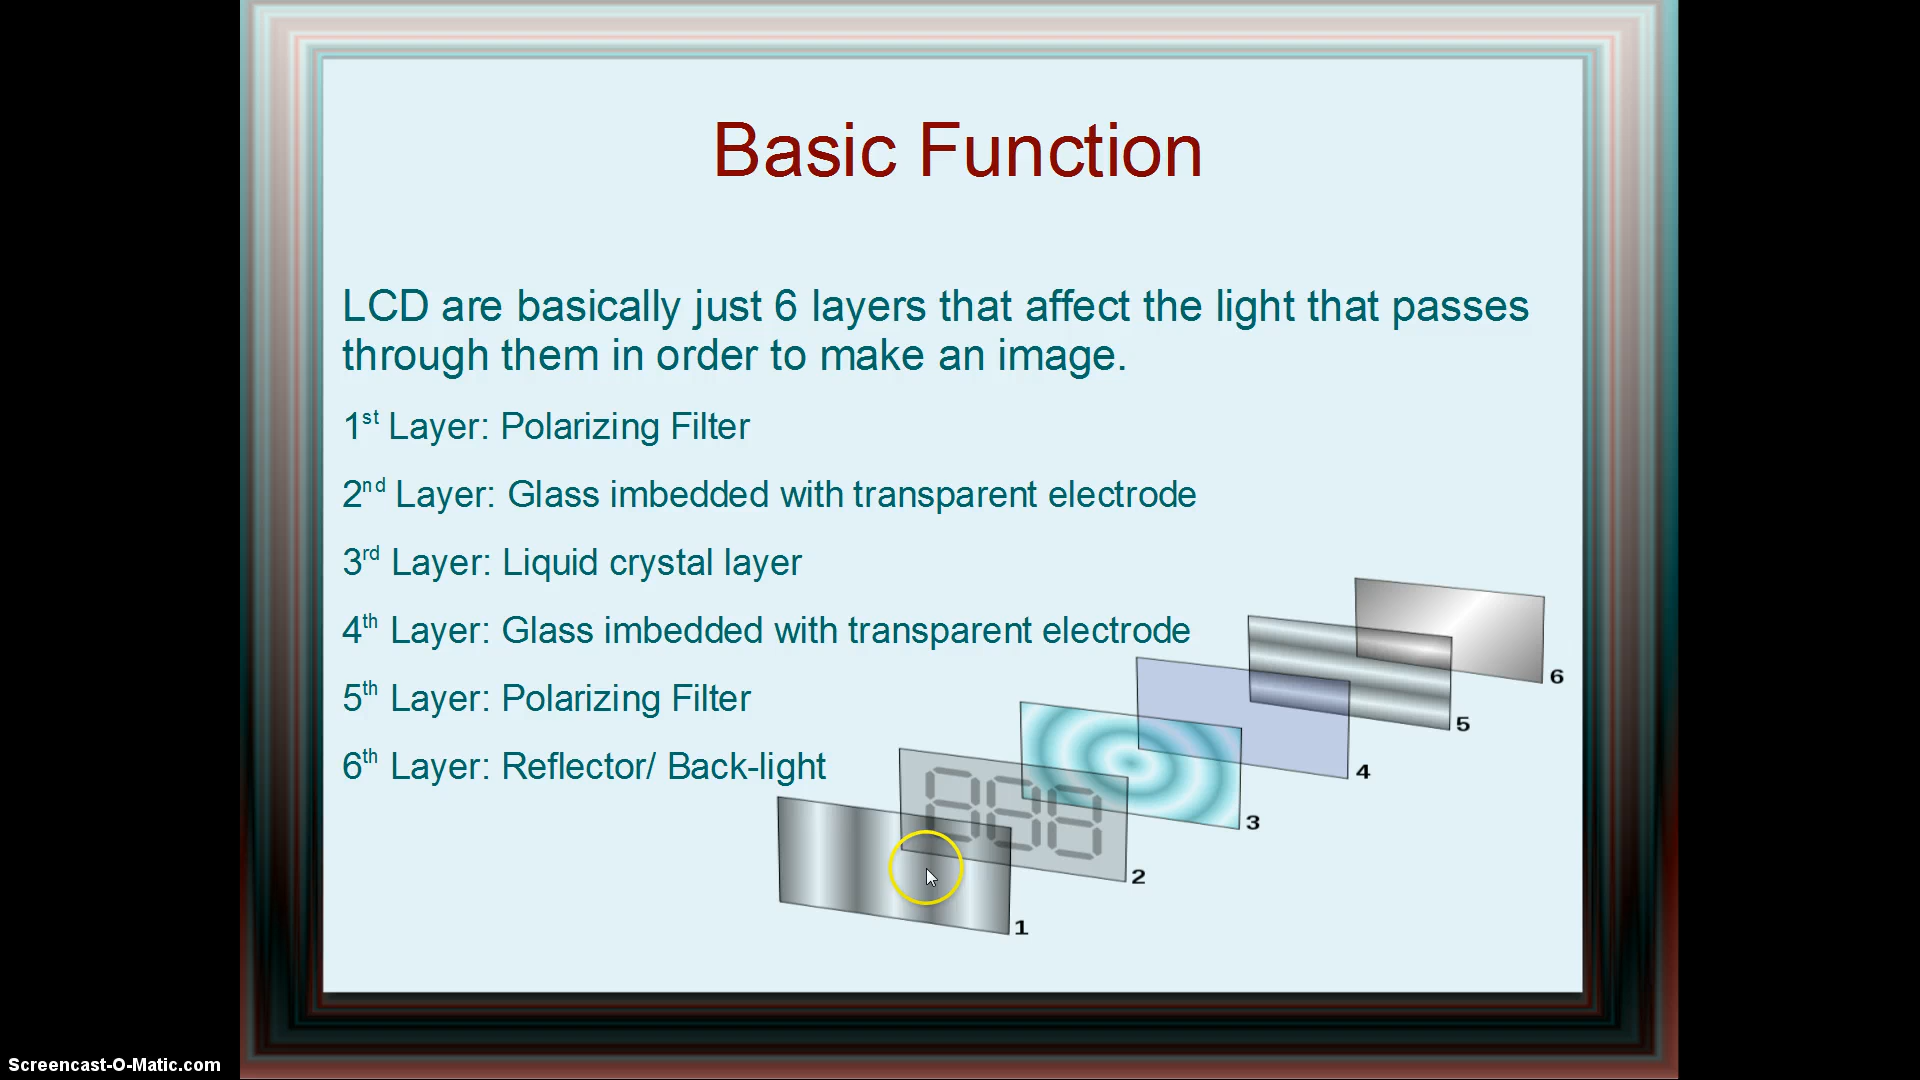 Basic Function
LCD are basically just 6 layers that affect the light that passes
through them in order to make an image.
1st Layer: Polarizing Filter
2nd Layer: Glass imbedded with transparent electrode
3rd Layer: Liquid crystal layer
4th Layer: Glass imbedded with transparent electrode
5th Layer: Polarizing Filter
6th Layer: Reflector/ Back-light
6
5
4
3
888
2
1
Screencast-O-Matic.com